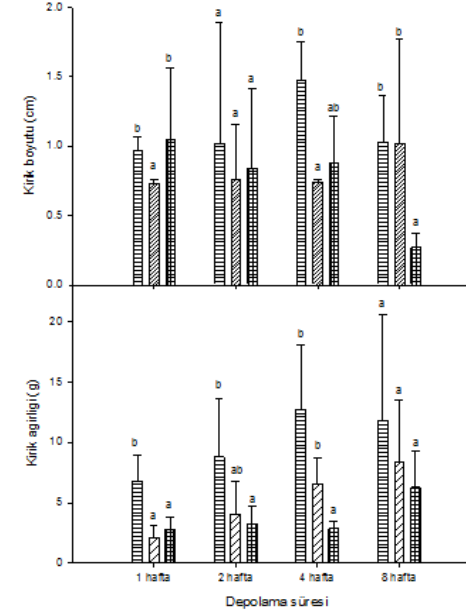 2.0
a
b
b
b
b
1.5
a
a
ab
b
1.0
a
a
a
0.5
0.0
Kirik boyutu (cm)
a
20
b
a
15
b
b
a
b
10
ab
a
a
a
a
5
0
Kirik agirligi (g)
1 hafta 2 hafta 4 hafta 8 hafta
Depolama süresi